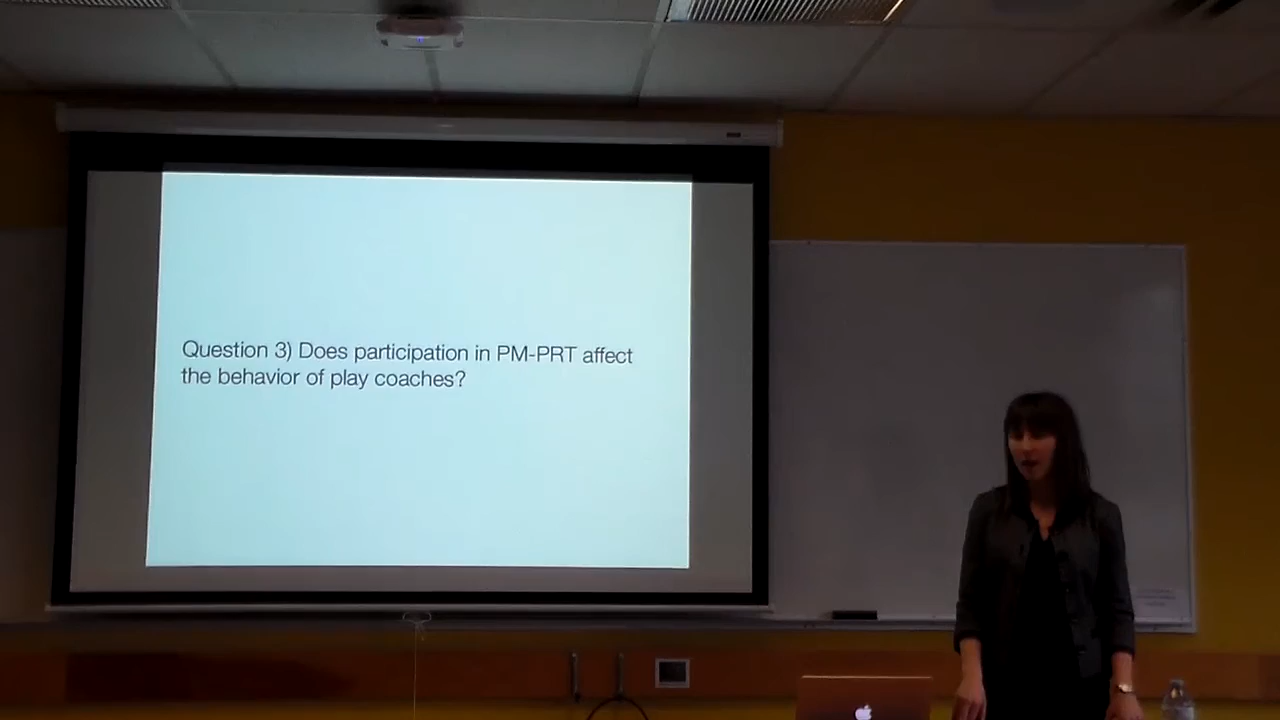 Question 3) Does participation in PM-PRT affect
the behavior of play coaches?